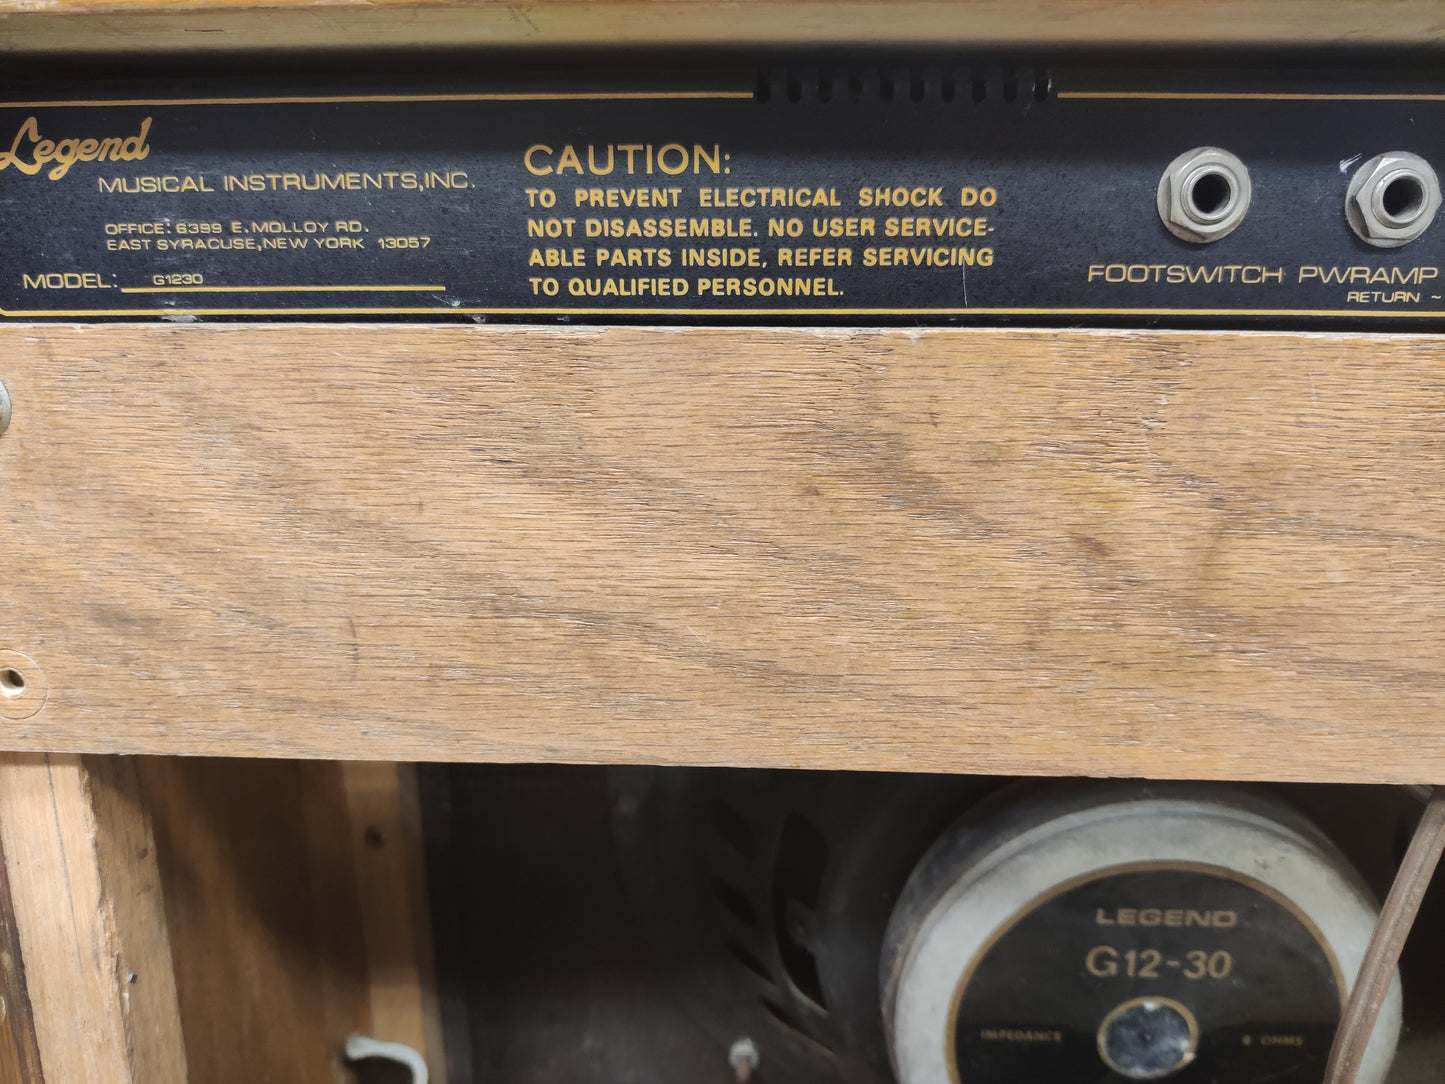 Legend
MUSICAL INSTRUMENTS, INC.
OFFICE: 6399 E. MOLLOY RD.
EAST SYRACUSE, NEW YORK 13057
MODEL: G1230
CAUTION:
TO PREVENT ELECTRICAL SHOCK DO
NOT DISASSEMBLE. NO USER SERVICE-
ABLE PARTS INSIDE, REFER SERVICING
TO QUALIFIED PERSONNEL.
FOOTSWITCH PWRAMP
RETURN ~
LEGEND
G12-30
IMPEDANCE 8 OHMS